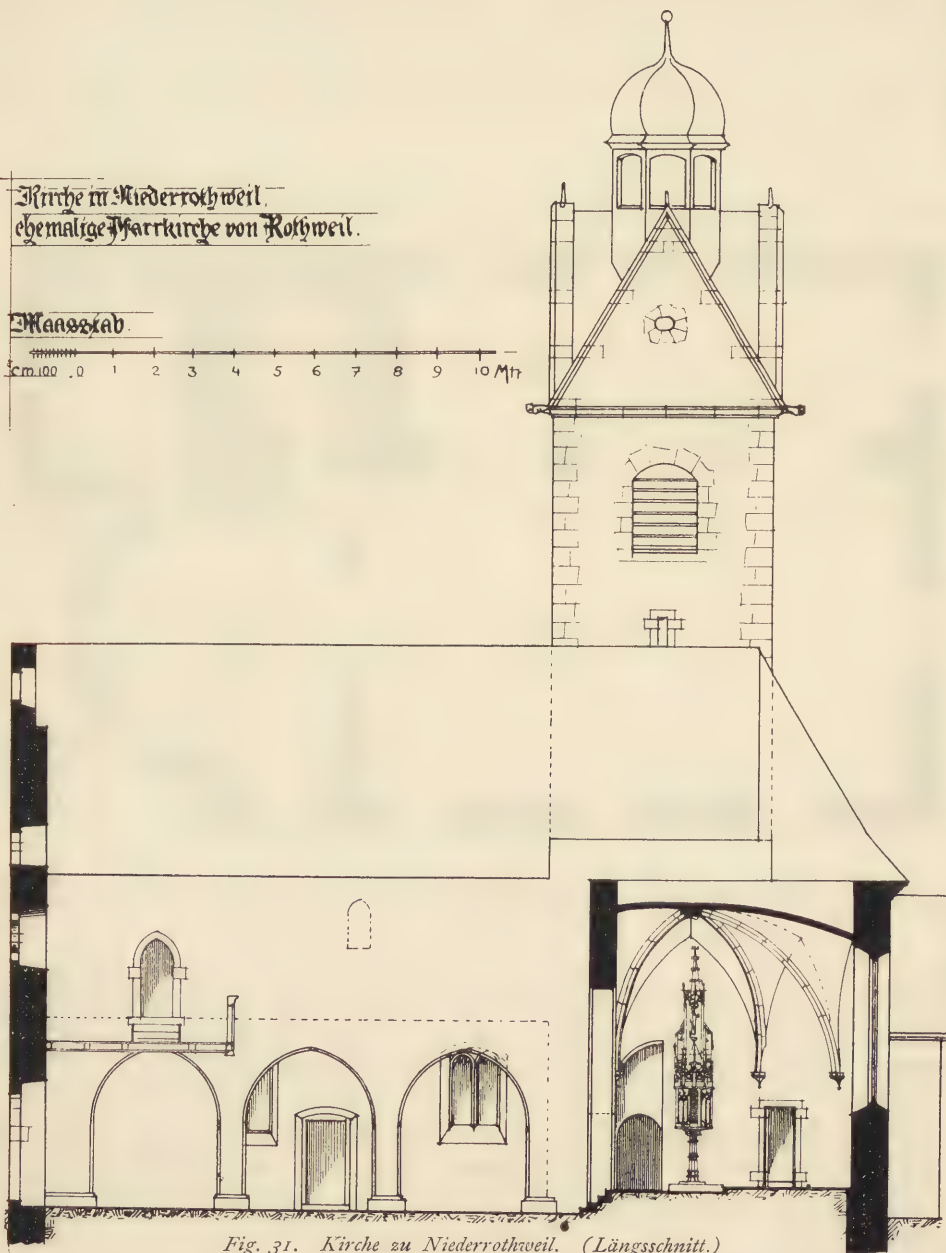 Kirche in Niederrothweil.
ehemalige Pfarrkirche von Rothweil.
Maasstab.
cm.100 .0 1 2 3 4 5 6 7 8 9 10 Mtr
Fig. 31. Kirche zu Niederrothweil. (Längsschnitt.)